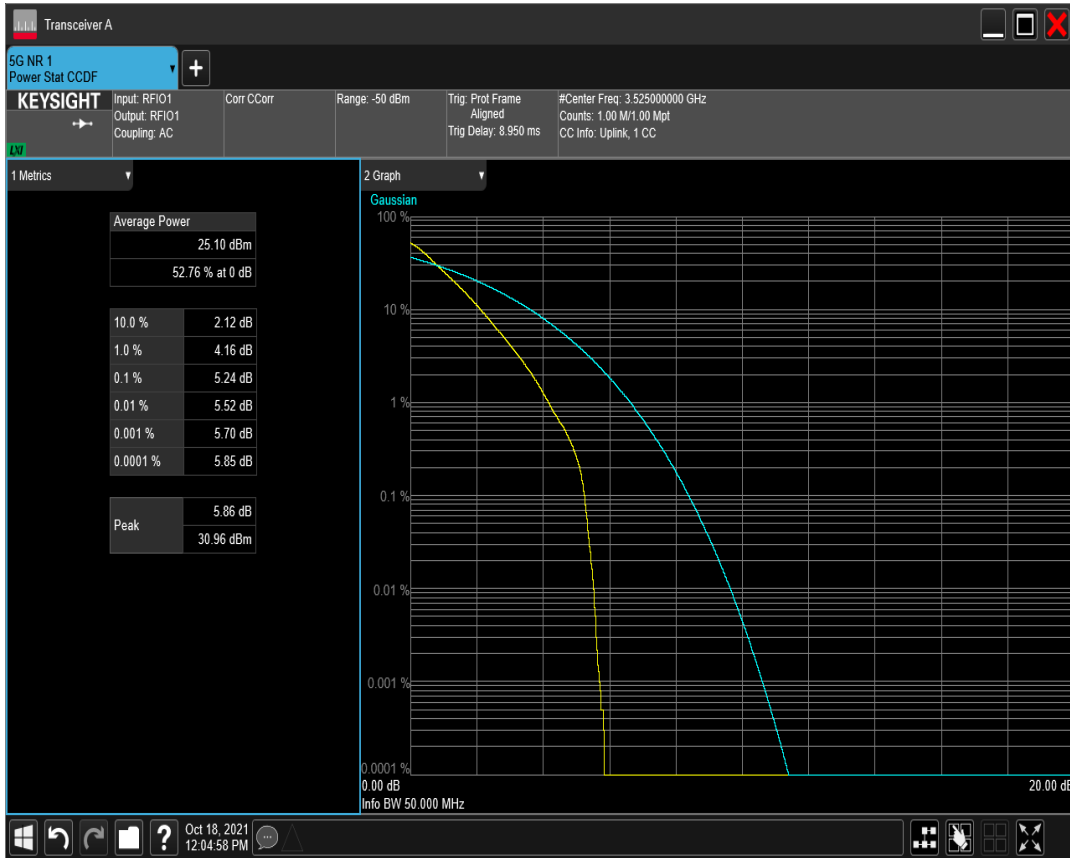 Transceiver A
5G NR 1
Power Stat CCDF
KEYSIGHT
LXI
Input: RFIO1
Output: RFIO1
Coupling: AC
Corr CCorr
Range: -50 dBm
Trig: Prot Frame
Aligned
Trig Delay: 8.950 ms
#Center Freq: 3.525000000 GHz
Counts: 1.00 M/1.00 Mpt
CC Info: Uplink, 1 CC
1 Metrics
Average Power
25.10 dBm
52.76 % at 0 dB
10.0 % 2.12 dB
1.0 % 4.16 dB
0.1 % 5.24 dB
0.01 % 5.52 dB
0.001 % 5.70 dB
0.0001 % 5.85 dB
Peak 5.86 dB
30.96 dBm
2 Graph
Gaussian
100 %
10 %
1 %
0.1 %
0.01 %
0.001 %
0.0001 %
0.00 dB 20.00 dB
Info BW 50.000 MHz
? Oct 18, 2021
12:04:58 PM